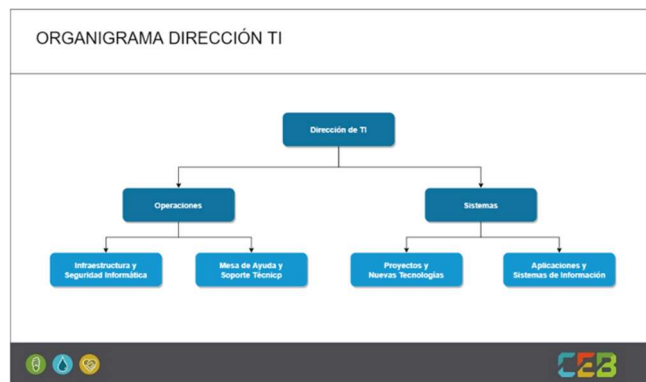 ORGANIGRAMA DIRECCIÓN TI
Dirección de TI
Operaciones
Sistemas
Infraestructura y
Seguridad Informática
Mesa de Ayuda y
Soporte Técnicp
Proyectos y
Nuevas Tecnologías
Aplicaciones y
Sistemas de Información
CEB